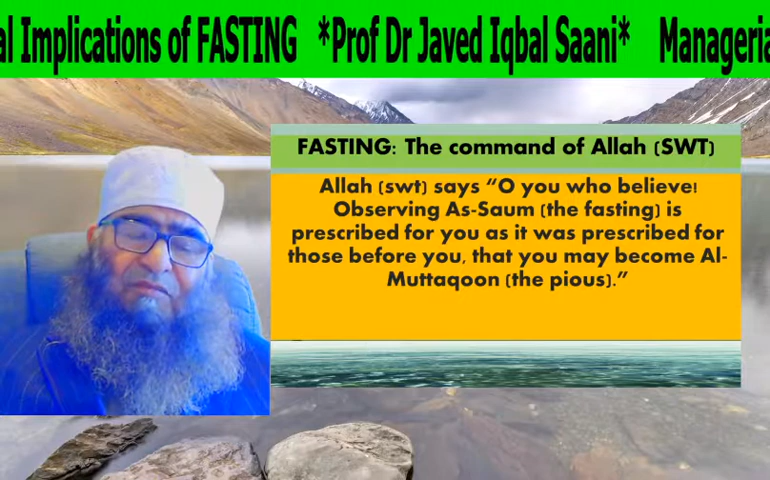 al Implications of FASTING *Prof Dr Javed Iqbal Saani* Manageria
FASTING: The command of Allah (SWT)
Allah (swt) says “O you who believe!
Observing As-Saum (the fasting) is
prescribed for you as it was prescribed for
those before you, that you may become Al-
Muttaqoon (the pious).”